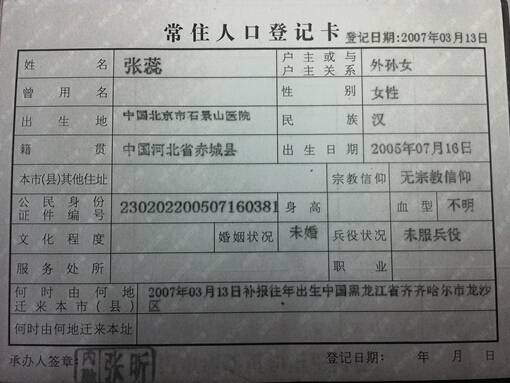 常住人口登记卡 登记日期:2007年03月13日
姓名 张蕊 户主或与户主关系 外孙女
曾用名 性别 女性
出生地 中国北京市石景山医院 民族 汉
籍贯 中国河北省赤城县 出生日期 2005年07月16日
本市(县)其他住址 宗教信仰 无宗教信仰
公民身份证件编号 230202200507160381 身高 血型 不明
文化程度 婚姻状况 未婚 兵役状况 未服兵役
服务处所 职业
何时由何地迁来本市(县) 2007年03月13日补报往年出生中国黑龙江省齐齐哈尔市龙沙区
何时由何地迁来本址
承办人签章: 张昕 登记日期: 年 月 日